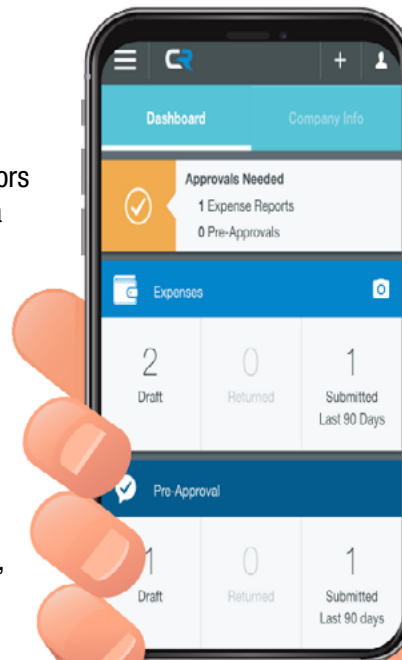 CR
Dashboard Company Info
ors
Approvals Needed
1 Expense Reports
0 Pre-Approvals
Expenses
2 0 1
Draft Returned Submitted
Last 90 Days
Pre-Approval
,
1 0 1
Draft Returned Submitted
Last 90 days